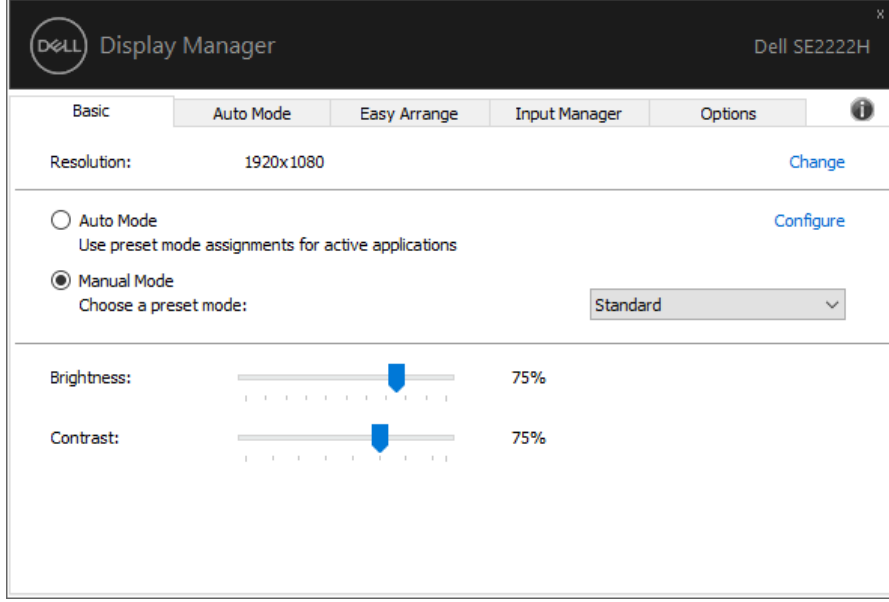 x
DELL Display Manager Dell SE2222H
Basic Auto Mode Easy Arrange Input Manager Options i
Resolution: 1920x1080 Change
Auto Mode Configure
Use preset mode assignments for active applications
Manual Mode
Choose a preset mode: Standard
Brightness: 75%
Contrast: 75%